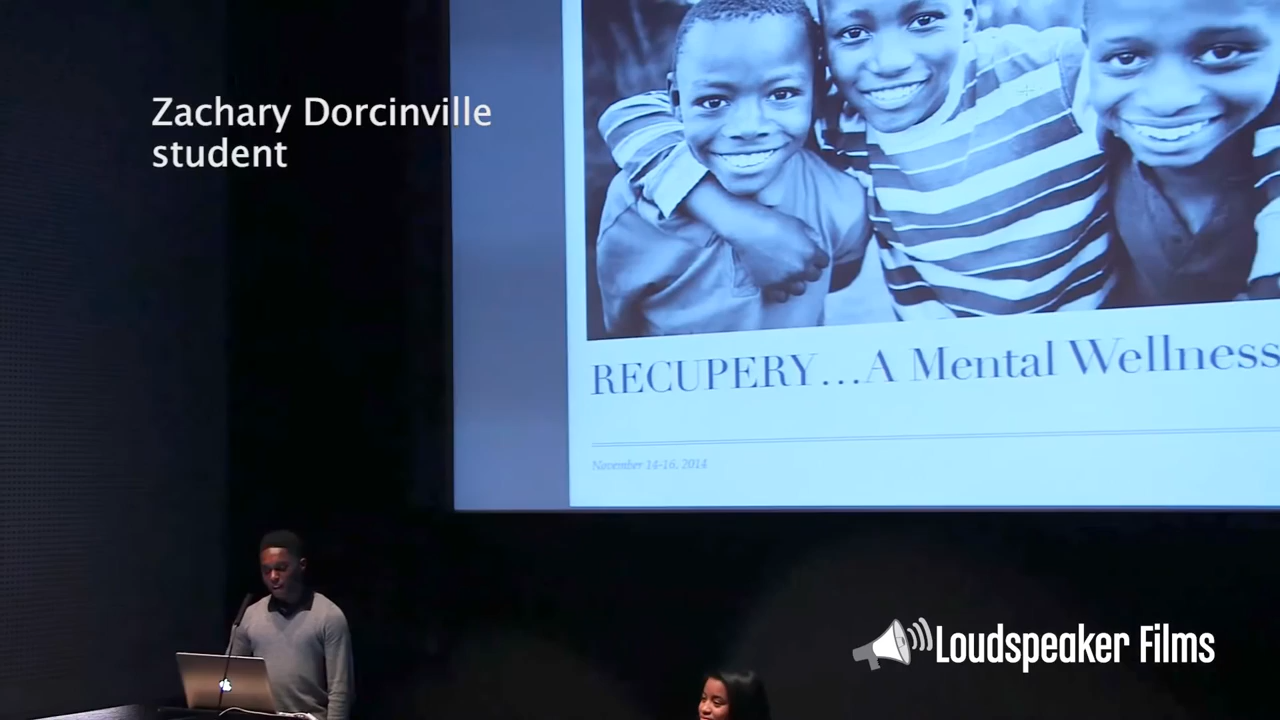 Zachary Dorcinville
student
RECUPERY...A Mental Wellness
November 14-16, 2014
Loudspeaker Films